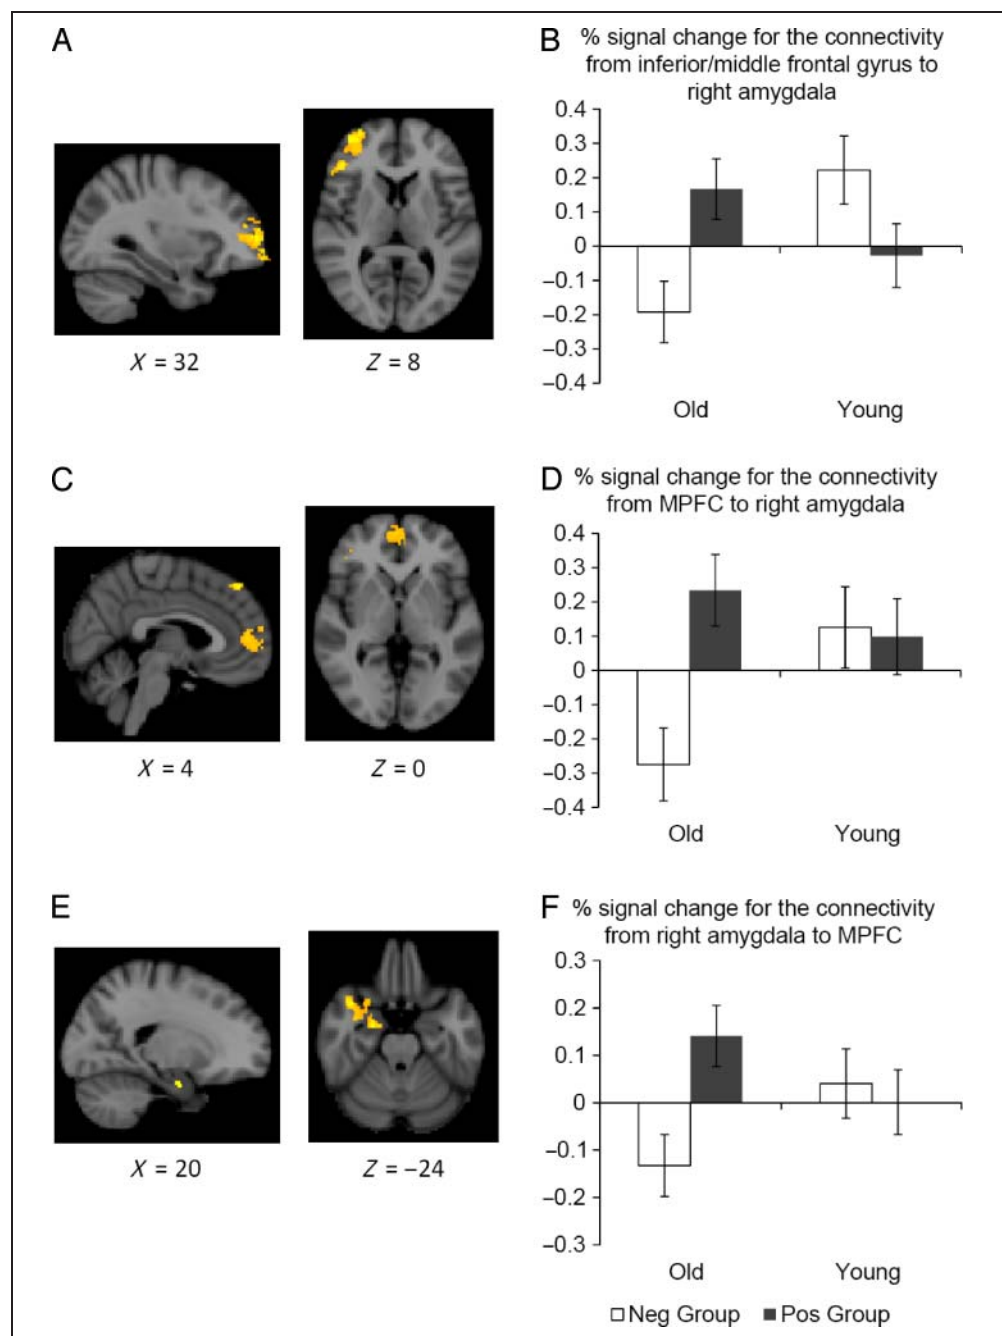 A
B % signal change for the connectivity
from inferior/middle frontal gyrus to
right amygdala
0.4
0.3
0.2
0.1
0
–0.1
–0.2
–0.3
–0.4
Old Young
X = 32 Z = 8
C
D % signal change for the connectivity
from MPFC to right amygdala
0.4
0.3
0.2
0.1
0
–0.1
–0.2
–0.3
–0.4
Old Young
X = 4 Z = 0
E
F % signal change for the connectivity
from right amygdala to MPFC
0.3
0.2
0.1
0
–0.1
–0.2
–0.3
Old Young
X = 20 Z = –24
Neg Group Pos Group